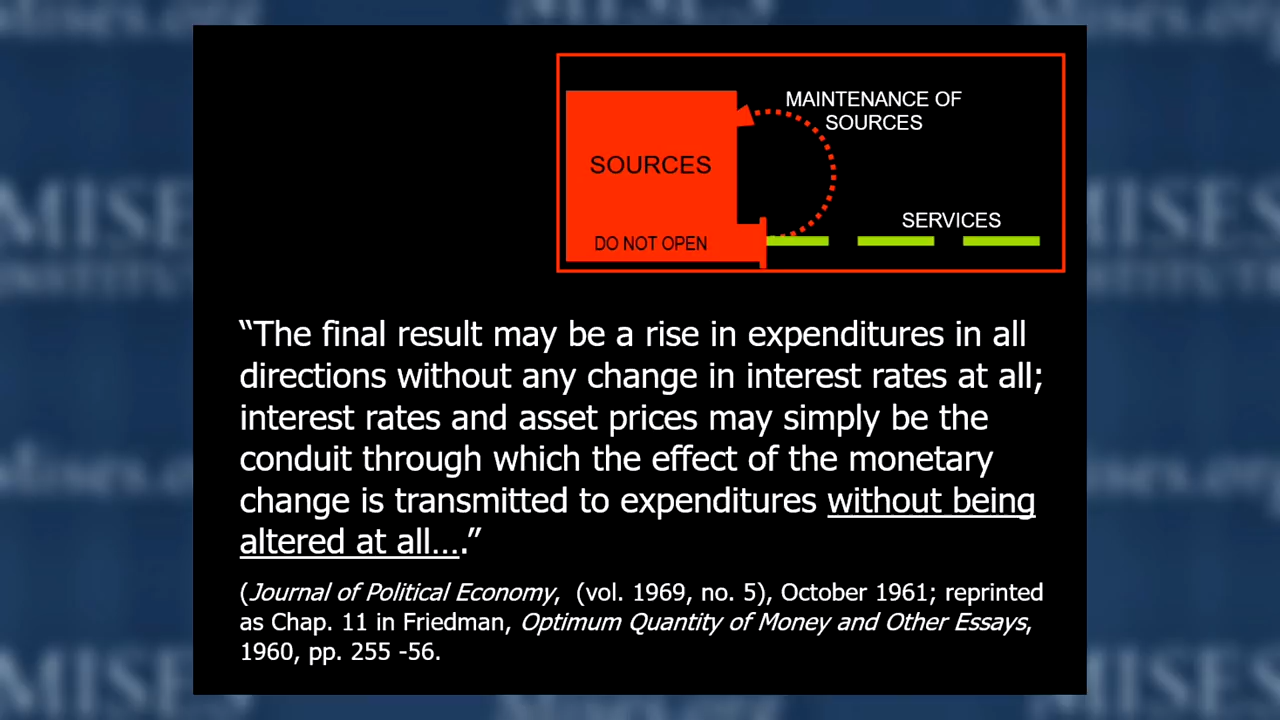 MAINTENANCE OF
SOURCES
SOURCES
SERVICES
DO NOT OPEN
“The final result may be a rise in expenditures in all
directions without any change in interest rates at all;
interest rates and asset prices may simply be the
conduit through which the effect of the monetary
change is transmitted to expenditures without being
altered at all….”
(Journal of Political Economy, (vol. 1969, no. 5), October 1961; reprinted
as Chap. 11 in Friedman, Optimum Quantity of Money and Other Essays,
1960, pp. 255 -56.